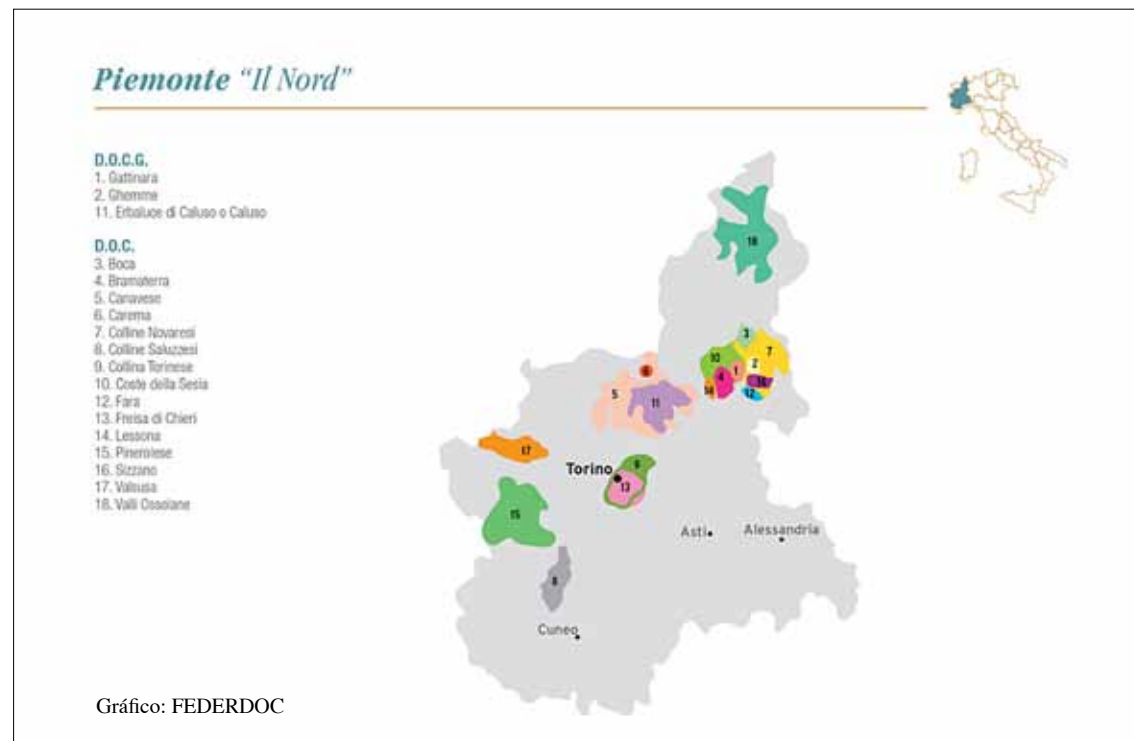 Piemonte “Il Nord”
D.O.C.G.
1. Gattinara
2. Ghemme
11. Erbaluce di Caluso o Caluso
D.O.C.
3. Boca
4. Bramaterra
5. Canavese
6. Carema
7. Colline Novaresi
8. Colline Saluzzesi
9. Collina Torinese
10. Coste della Sesia
12. Fara
13. Freisa di Chieri
14. Lessona
15. Pinerolese
16. Sizzano
17. Valsusa
18. Valli Ossolane
18
3
7
10
2
1
4
16
14
12
6
5
11
17
9
Torino
13
15
Asti
Alessandria
8
Cuneo
Gráfico: FEDERDOC